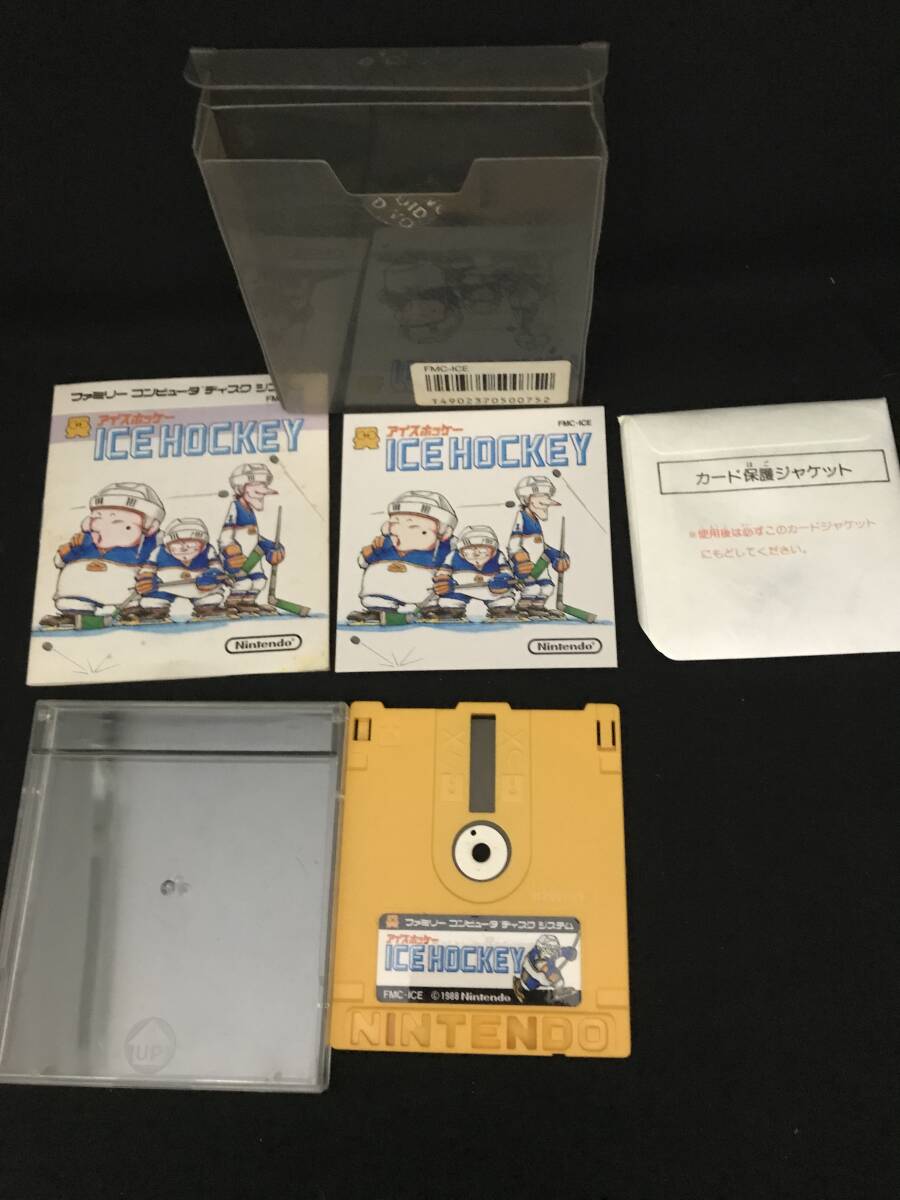 FMC-ICE
T4902370500752
ファミリー コンピュータ ディスク シス
FM
アイスホッケー
ICE HOCKEY
Nintendo
FMC-ICE
アイスホッケー
ICE HOCKEY
Nintendo
カード保護ジャケット
ほご
※使用後は必ずこのカードジャケット
にもどしてください。
UP
ファミリー コンピュータ ディスク システム
アイスホッケー
ICE HOCKEY
FMC-ICE ©1988 Nintendo
NINTENDO